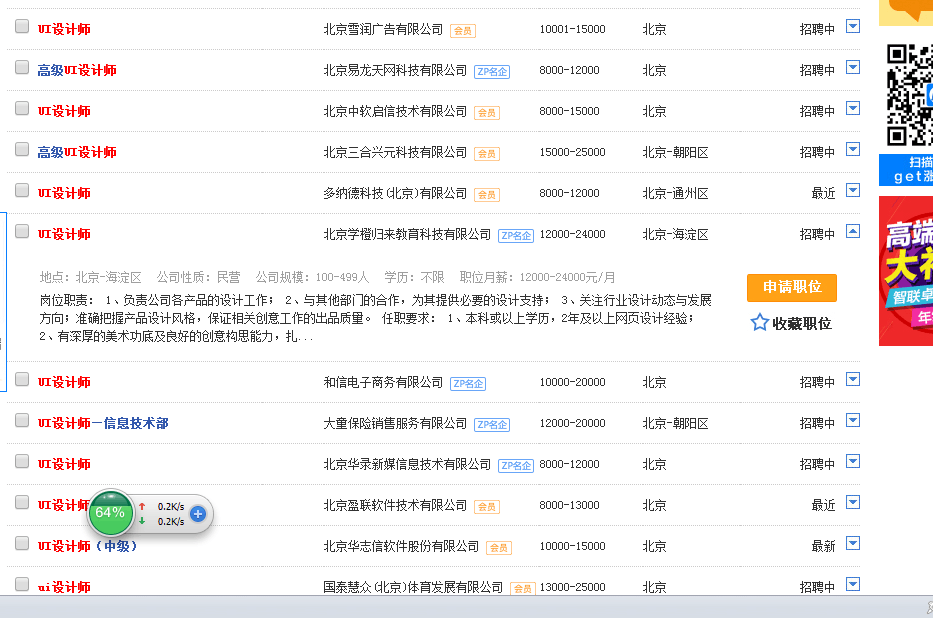 UI设计师 北京雪润广告有限公司 会员 10001-15000 北京 招聘中
高级UI设计师 北京易龙天网科技有限公司 ZP名企 8000-12000 北京 招聘中
UI设计师 北京中软启信技术有限公司 会员 8000-15000 北京 招聘中
高级UI设计师 北京三合兴元科技有限公司 会员 15000-25000 北京-朝阳区 招聘中
UI设计师 多纳德科技(北京)有限公司 会员 8000-12000 北京-通州区 最近
UI设计师 北京学橙归来教育科技有限公司 ZP名企 12000-24000 北京-海淀区 招聘中
地点：北京-海淀区 公司性质：民营 公司规模：100-499人 学历：不限 职位月薪：12000-24000元/月
岗位职责： 1、负责公司各产品的设计工作； 2、与其他部门的合作，为其提供必要的设计支持； 3、关注行业设计动态与发展
方向；准确把握产品设计风格，保证相关创意工作的出品质量。 任职要求： 1、本科或以上学历，2年及以上网页设计经验；
2、有深厚的美术功底及良好的创意构思能力，扎...
申请职位
收藏职位
UI设计师 和信电子商务有限公司 ZP名企 10000-20000 北京 招聘中
UI设计师—信息技术部 大童保险销售服务有限公司 ZP名企 12000-20000 北京-朝阳区 招聘中
UI设计师 北京华录新媒信息技术有限公司 ZP名企 8000-12000 北京 招聘中
UI设计师 北京盈联软件技术有限公司 会员 8000-13000 北京 最近
UI设计师（中级） 北京华志信软件股份有限公司 会员 10000-15000 北京 最新
ui设计师 国泰慧众(北京)体育发展有限公司 会员 13000-25000 北京 招聘中
64% 0.2K/s
0.2K/s
扫描
get涨
高端
大礼
智联卓
年